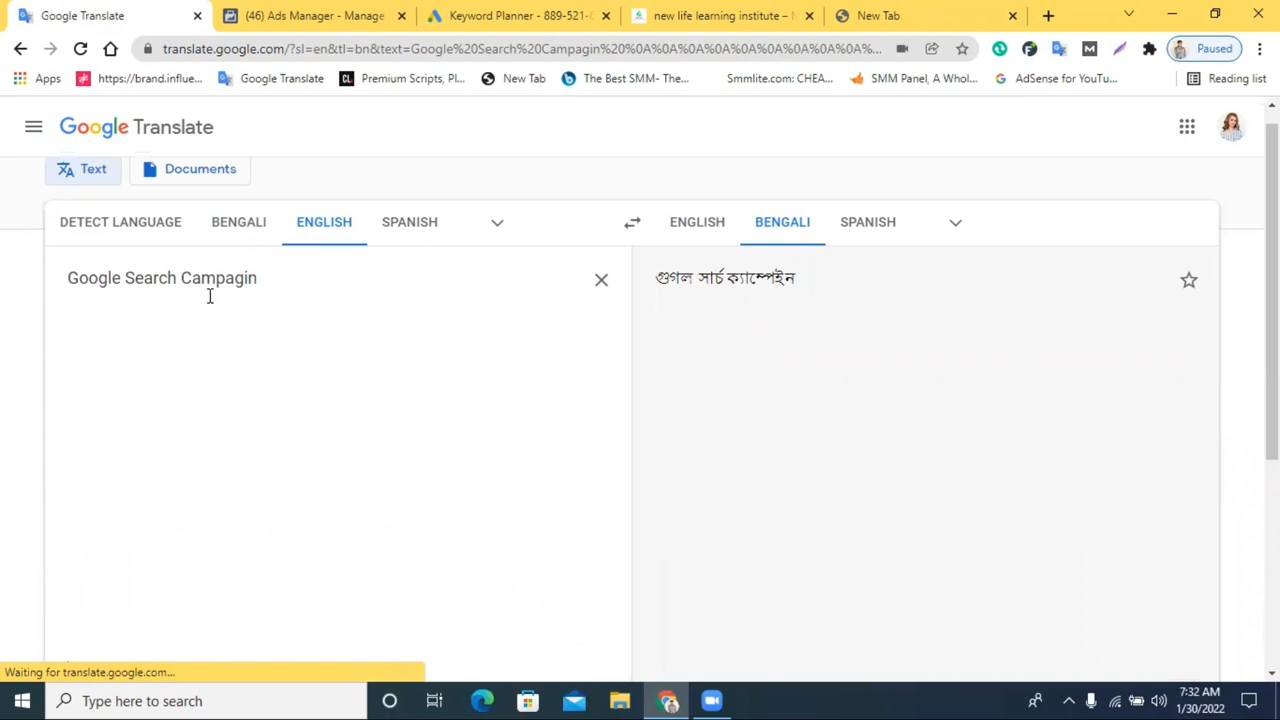 Google Translate
(46) Ads Manager - Manage
Keyword Planner - 889-521-6
new life learning institute –
New Tab
translate.google.com/?sl=en&tl=bn&text=Google%20Search%20Campagin%20%0A%0A%0A%0A%0A%0A%0A%...
Paused
Apps
https://brand.influe...
Google Translate
Premium Scripts, Pl...
New Tab
The Best SMM- The...
Smmlite.com: CHEA...
SMM Panel, A Whol...
AdSense for YouTu...
Reading list
Google Translate
Text
Documents
DETECT LANGUAGE
BENGALI
ENGLISH
SPANISH
ENGLISH
BENGALI
SPANISH
Google Search Campagin
গুগল সার্চ ক্যাম্পেইন
Waiting for translate.google.com...
Type here to search
7:32 AM
1/30/2022